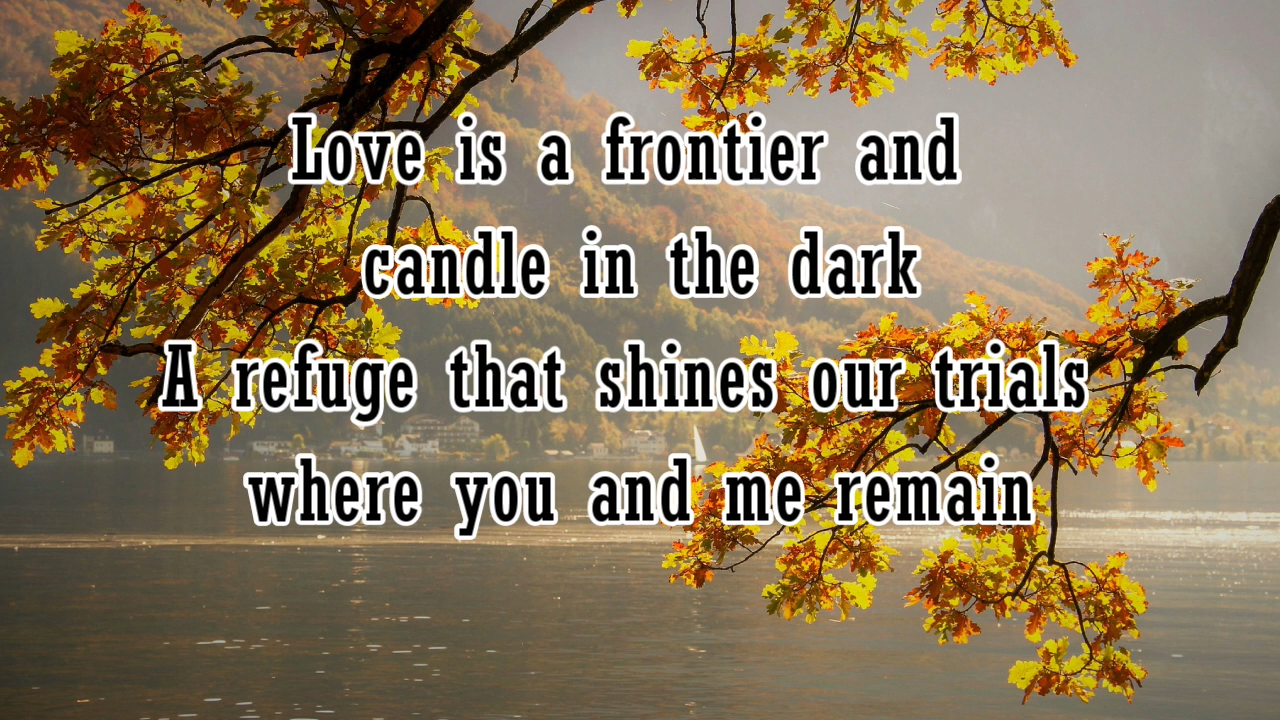 Love is a frontier and
candle in the dark
A refuge that shines our trials
where you and me remain